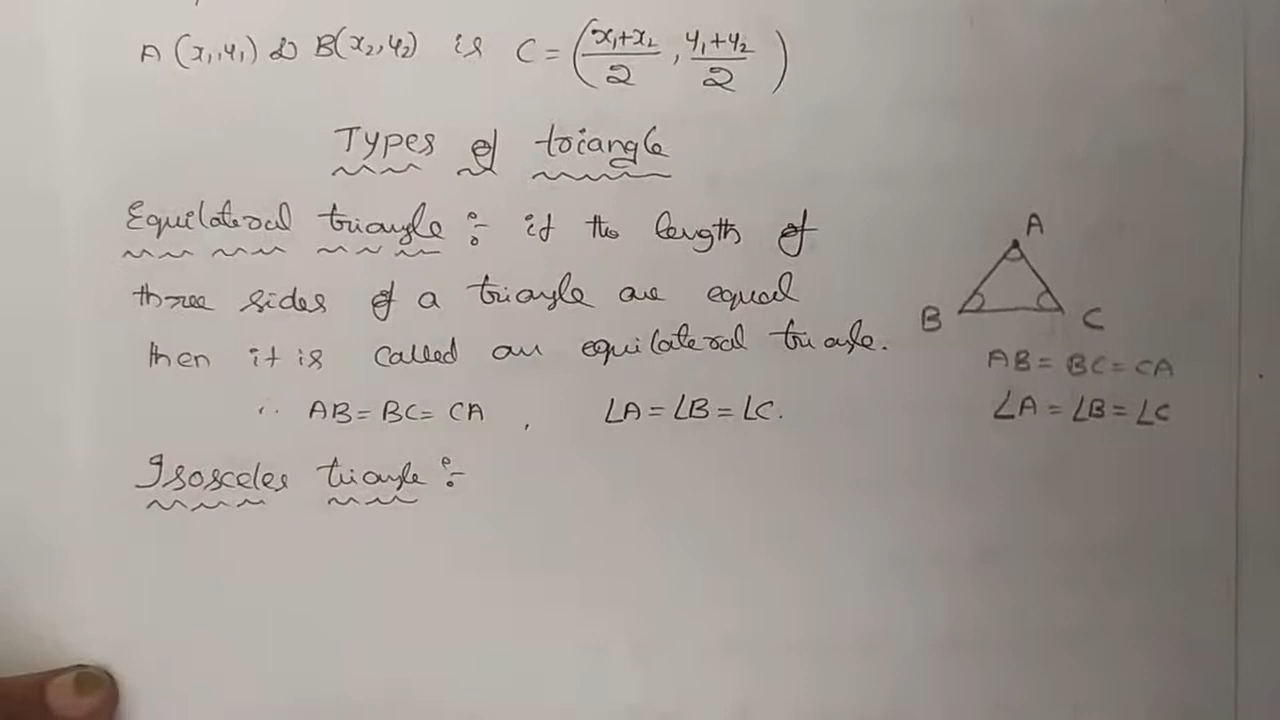 A (x₁,y₁) & B(x₂,y₂) is C = ( x₁+x₂ / 2 , y₁+y₂ / 2 )
Types of triangle
Equilateral triangle :- if the length of
three sides of a triangle are equal
then it is called an equilateral triangle.
∴ AB = BC = CA , ∠A = ∠B = ∠C.
A
B
C
AB = BC = CA
∠A = ∠B = ∠C
Isosceles triangle :-